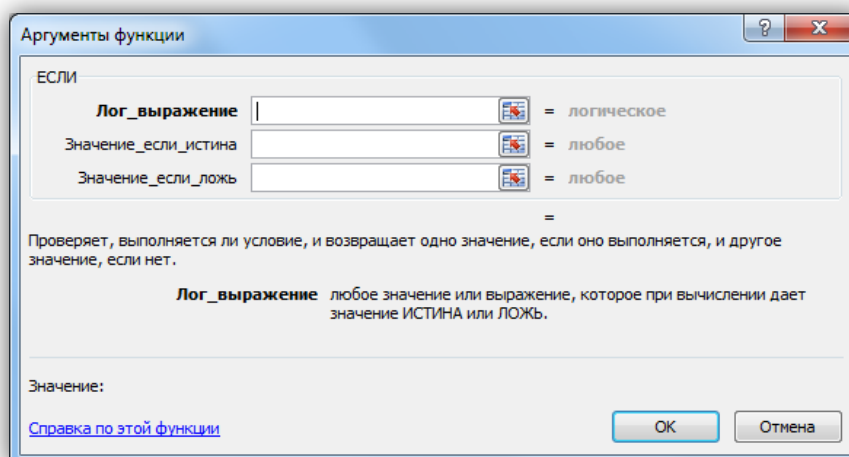 Аргументы функции
ЕСЛИ
Лог_выражение = логическое
Значение_если_истина = любое
Значение_если_ложь = любое
=
Проверяет, выполняется ли условие, и возвращает одно значение, если оно выполняется, и другое
значение, если нет.
Лог_выражение любое значение или выражение, которое при вычислении дает
значение ИСТИНА или ЛОЖЬ.
Значение:
Справка по этой функции
ОК
Отмена